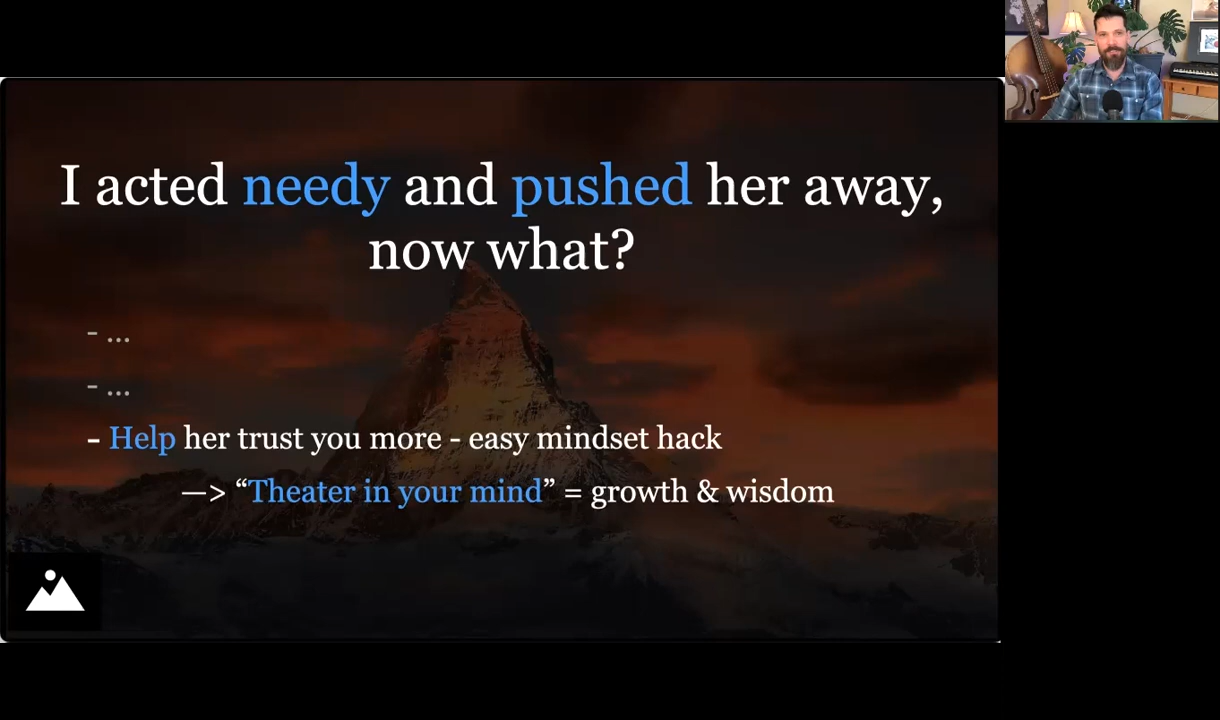 I acted needy and pushed her away,
now what?
- ...
- ...
- Help her trust you more - easy mindset hack
—> “Theater in your mind” = growth & wisdom